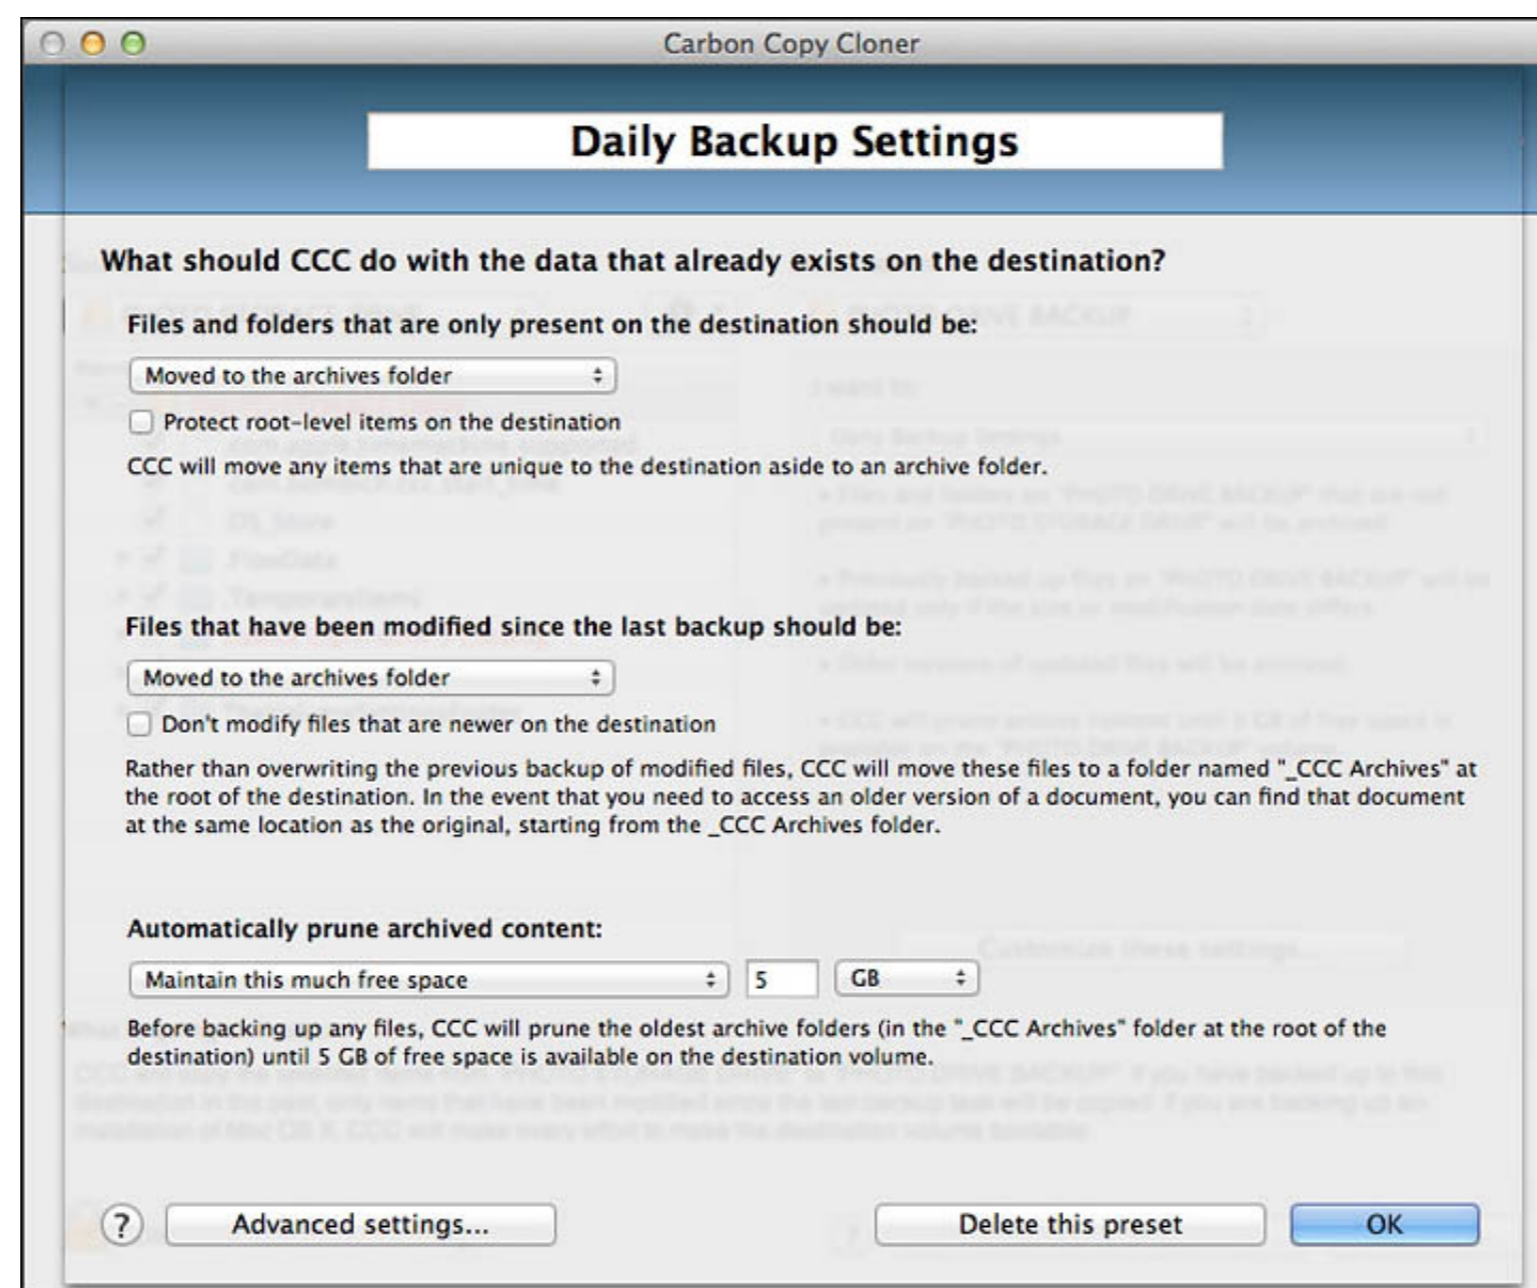 Carbon Copy Cloner
Daily Backup Settings
What should CCC do with the data that already exists on the destination?
Files and folders that are only present on the destination should be:
Moved to the archives folder
Protect root-level items on the destination
CCC will move any items that are unique to the destination aside to an archive folder.
Files that have been modified since the last backup should be:
Moved to the archives folder
Don't modify files that are newer on the destination
Rather than overwriting the previous backup of modified files, CCC will move these files to a folder named "_CCC Archives" at
the root of the destination. In the event that you need to access an older version of a document, you can find that document
at the same location as the original, starting from the _CCC Archives folder.
Automatically prune archived content:
Maintain this much free space 5 GB
Before backing up any files, CCC will prune the oldest archive folders (in the "_CCC Archives" folder at the root of the
destination) until 5 GB of free space is available on the destination volume.
? Advanced settings... Delete this preset OK